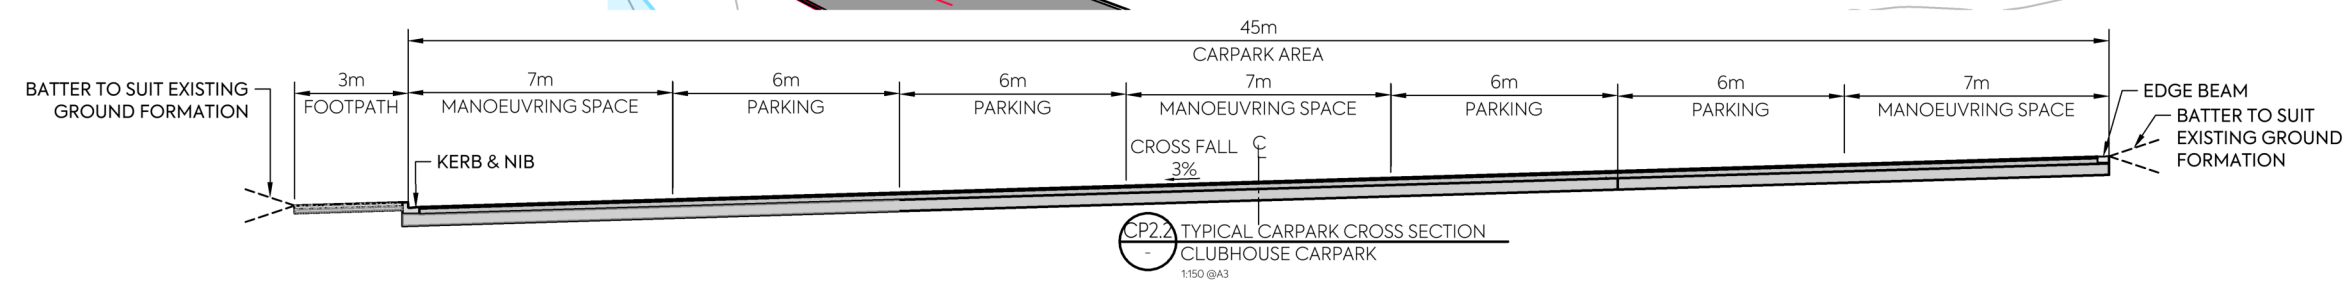 45m
CARPARK AREA
BATTER TO SUIT EXISTING
GROUND FORMATION
3m
FOOTPATH
7m
MANOEUVRING SPACE
6m
PARKING
6m
PARKING
7m
MANOEUVRING SPACE
6m
PARKING
6m
PARKING
7m
MANOEUVRING SPACE
EDGE BEAM
BATTER TO SUIT
EXISTING GROUND
FORMATION
KERB & NIB
CROSS FALL
3%
CL
CP2.2
-
TYPICAL CARPARK CROSS SECTION
CLUBHOUSE CARPARK
1:150 @A3